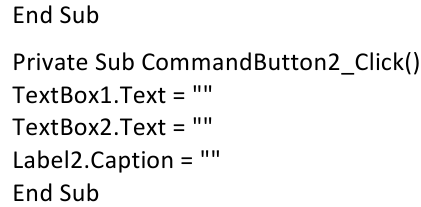 End Sub
Private Sub CommandButton2_Click()
TextBox1.Text = ""
TextBox2.Text = ""
Label2.Caption = ""
End Sub